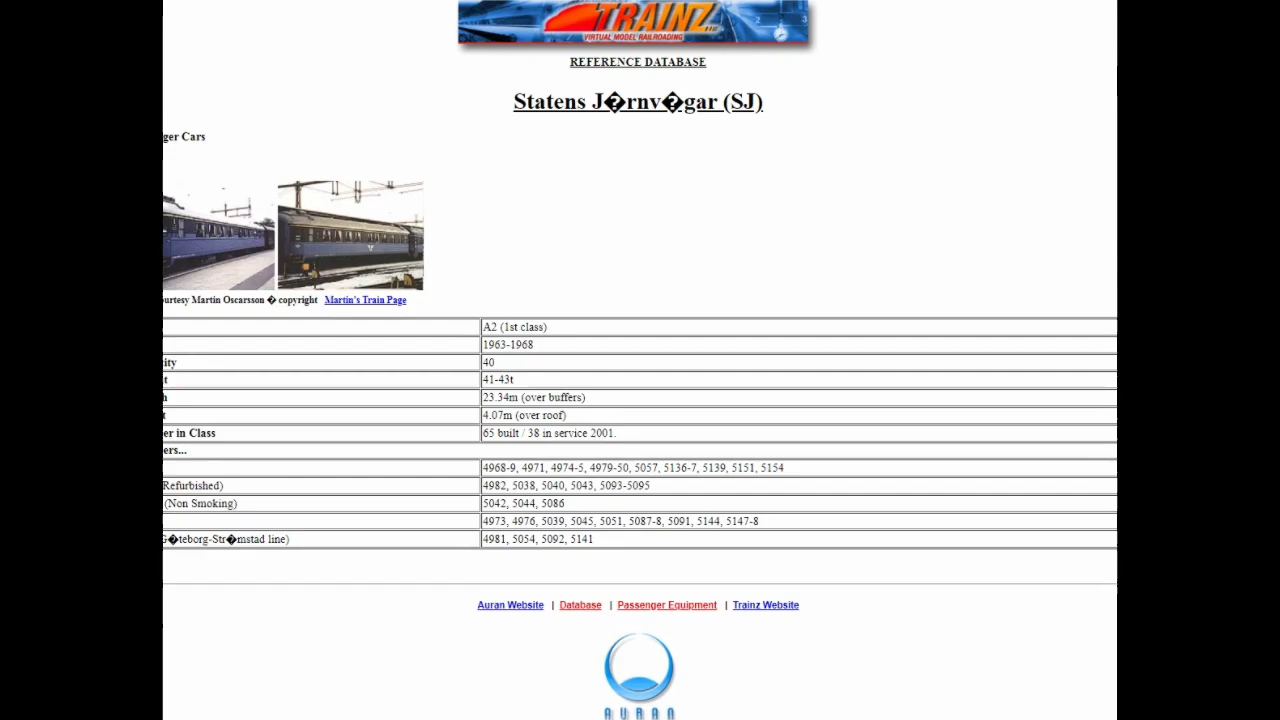 TRAINZ
VIRTUAL MODEL RAILROADING
REFERENCE DATABASE
Statens J�rnv�gar (SJ)
ger Cars
urtesy Martin Oscarsson � copyright Martin's Train Page
A2 (1st class)
1963-1968
ity 40
t 41-43t
h 23.34m (over buffers)
t 4.07m (over roof)
er in Class 65 built / 38 in service 2001.
ers...
4968-9, 4971, 4974-5, 4979-50, 5057, 5136-7, 5139, 5151, 5154
Refurbished) 4982, 5038, 5040, 5043, 5093-5095
(Non Smoking) 5042, 5044, 5086
4973, 4976, 5039, 5045, 5051, 5087-8, 5091, 5144, 5147-8
G�teborg-Str�mstad line) 4981, 5054, 5092, 5141
Auran Website | Database | Passenger Equipment | Trainz Website
AURAN